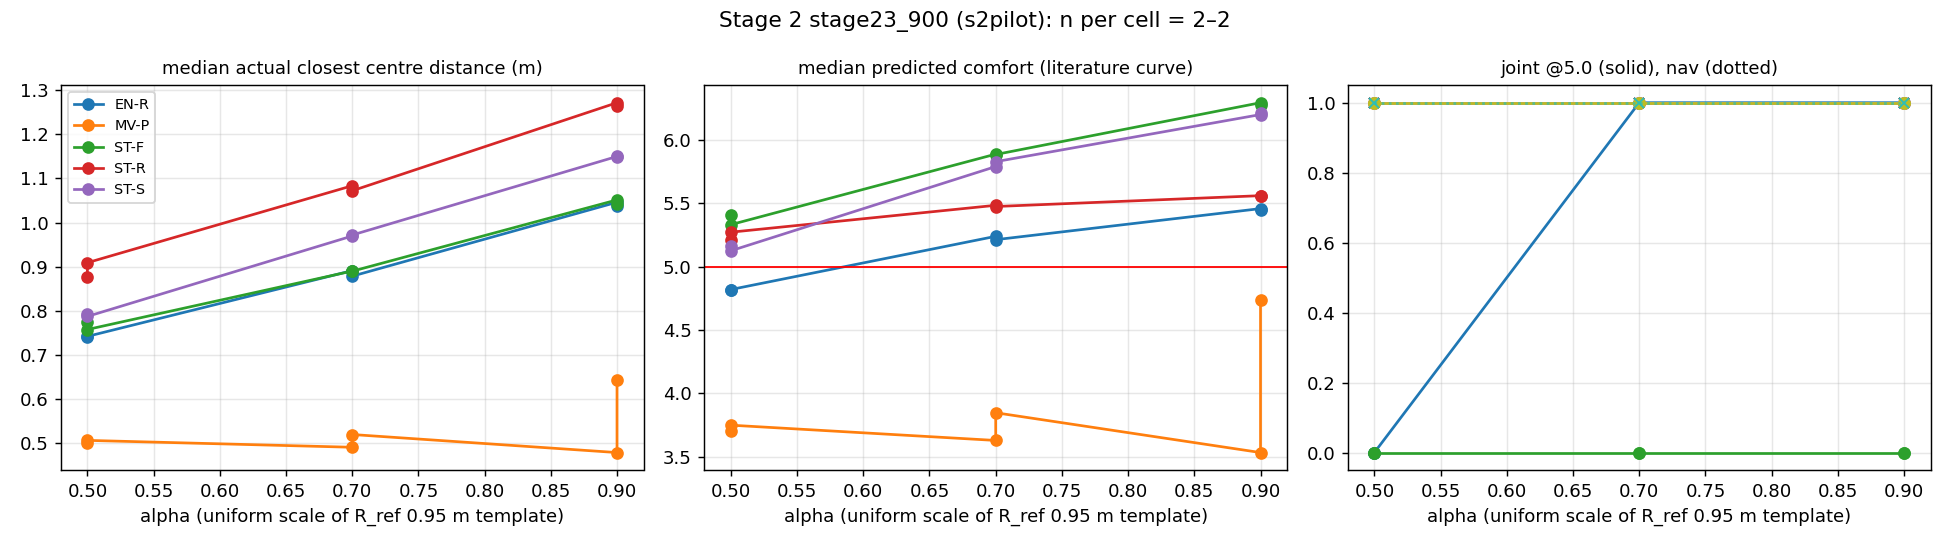 Stage 2 stage23_900 (s2pilot): n per cell = 2–2
median actual closest centre distance (m)
1.3
1.2
1.1
1.0
0.9
0.8
0.7
0.6
0.5
EN-R
MV-P
ST-F
ST-R
ST-S
0.50 0.55 0.60 0.65 0.70 0.75 0.80 0.85 0.90
alpha (uniform scale of R_ref 0.95 m template)
median predicted comfort (literature curve)
6.0
5.5
5.0
4.5
4.0
3.5
0.50 0.55 0.60 0.65 0.70 0.75 0.80 0.85 0.90
alpha (uniform scale of R_ref 0.95 m template)
joint @5.0 (solid), nav (dotted)
1.0
0.8
0.6
0.4
0.2
0.0
0.50 0.55 0.60 0.65 0.70 0.75 0.80 0.85 0.90
alpha (uniform scale of R_ref 0.95 m template)